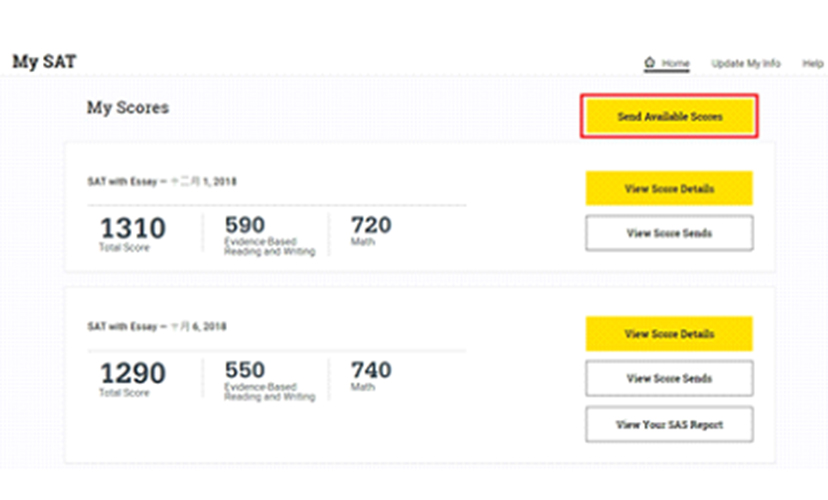 My SAT
Home Update My Info Help
My Scores
Send Available Scores
SAT with Essay — 十二月 1, 2018
View Score Details
1310 590 720
Total Score Evidence-Based Math
Reading and Writing
View Score Sends
SAT with Essay — 十月 6, 2018
View Score Details
1290 550 740
Total Score Evidence-Based Math
Reading and Writing
View Score Sends
View Your SAS Report